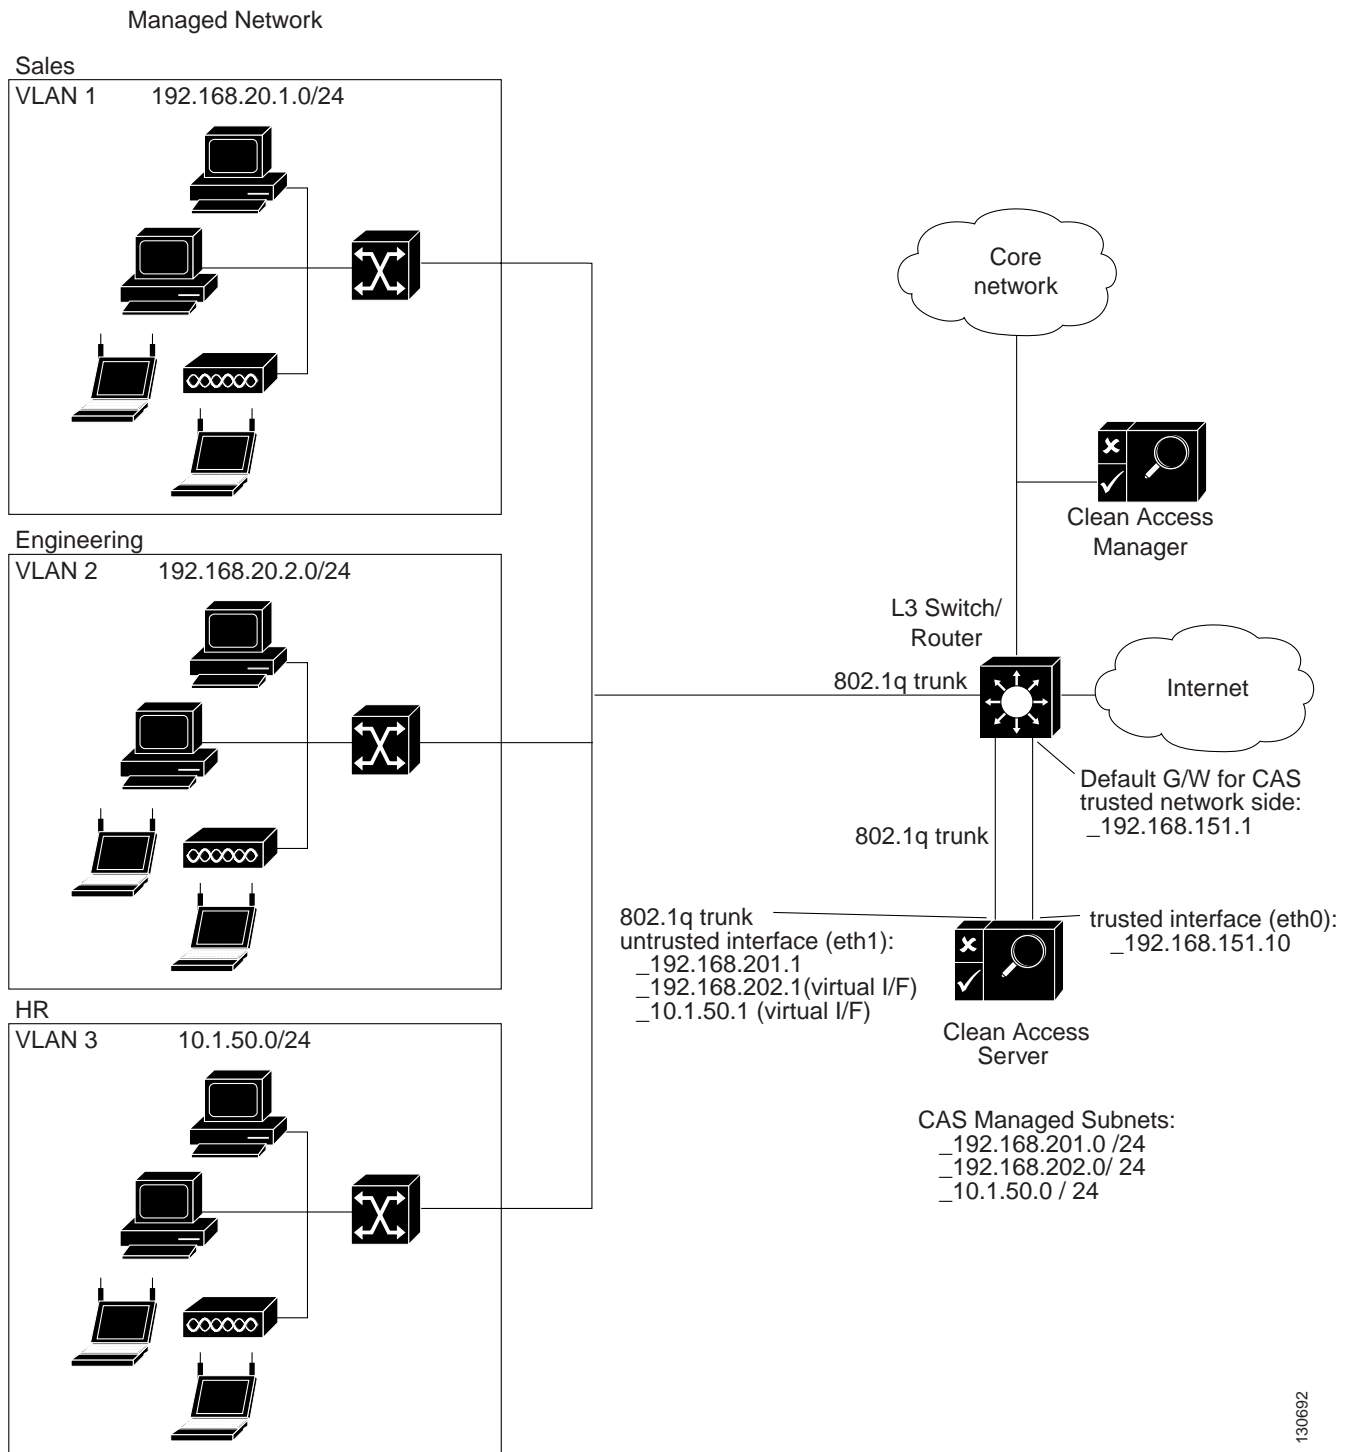 Managed Network
Sales
VLAN 1 192.168.20.1.0/24
Engineering
VLAN 2 192.168.20.2.0/24
HR
VLAN 3 10.1.50.0/24
Core
network
Clean Access
Manager
L3 Switch/
Router
802.1q trunk
Internet
Default G/W for CAS
trusted network side:
_192.168.151.1
802.1q trunk
802.1q trunk
untrusted interface (eth1):
_192.168.201.1
_192.168.202.1(virtual I/F)
_10.1.50.1 (virtual I/F)
trusted interface (eth0):
_192.168.151.10
Clean Access
Server
CAS Managed Subnets:
_192.168.201.0 /24
_192.168.202.0/ 24
_10.1.50.0 / 24
130692